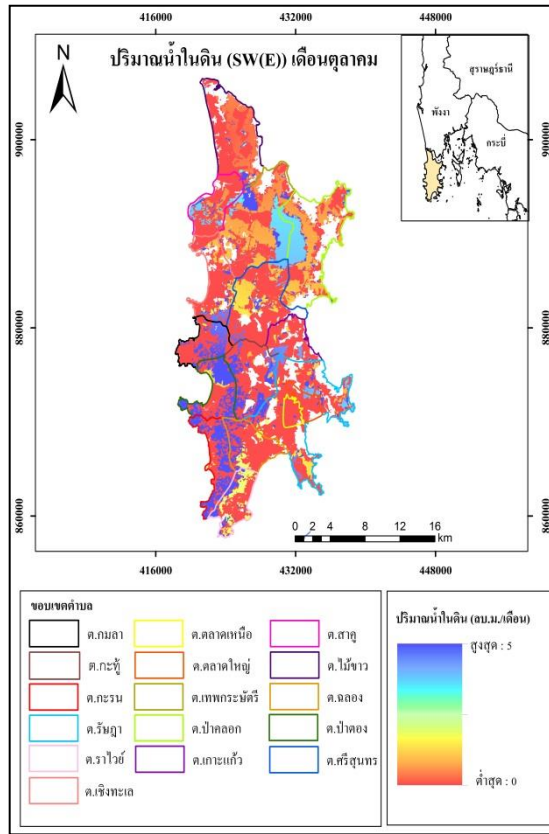 416000 432000 448000
N
ปริมาณน้ำในดิน (SW(E)) เดือนตุลาคม
สุราษฎร์ธานี
พังงา
กระบี่
900000 900000
880000 880000
860000 860000
0 2 4 8 12 16
km
416000 432000 448000
ขอบเขตตำบล
ต.กมลา ต.ตลาดเหนือ ต.สาคู
ต.กะทู้ ต.ตลาดใหญ่ ต.ไม้ขาว
ต.กะรน ต.เทพกระษัตรี ต.ฉลอง
ต.รัษฎา ต.ป่าคลอก ต.ป่าตอง
ต.ราไวย์ ต.เกาะแก้ว ต.ศรีสุนทร
ต.เชิงทะเล
ปริมาณน้ำในดิน (ลบ.ม./เดือน)
สูงสุด : 5
ต่ำสุด : 0